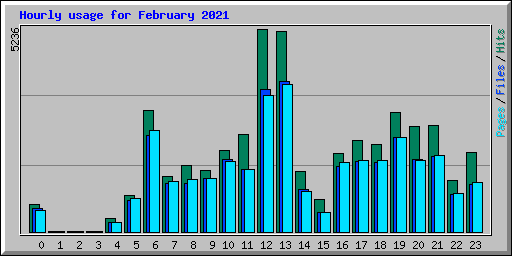 Hourly usage for February 2021
5236
Pages / Files / Hits
0 1 2 3 4 5 6 7 8 9 10 11 12 13 14 15 16 17 18 19 20 21 22 23